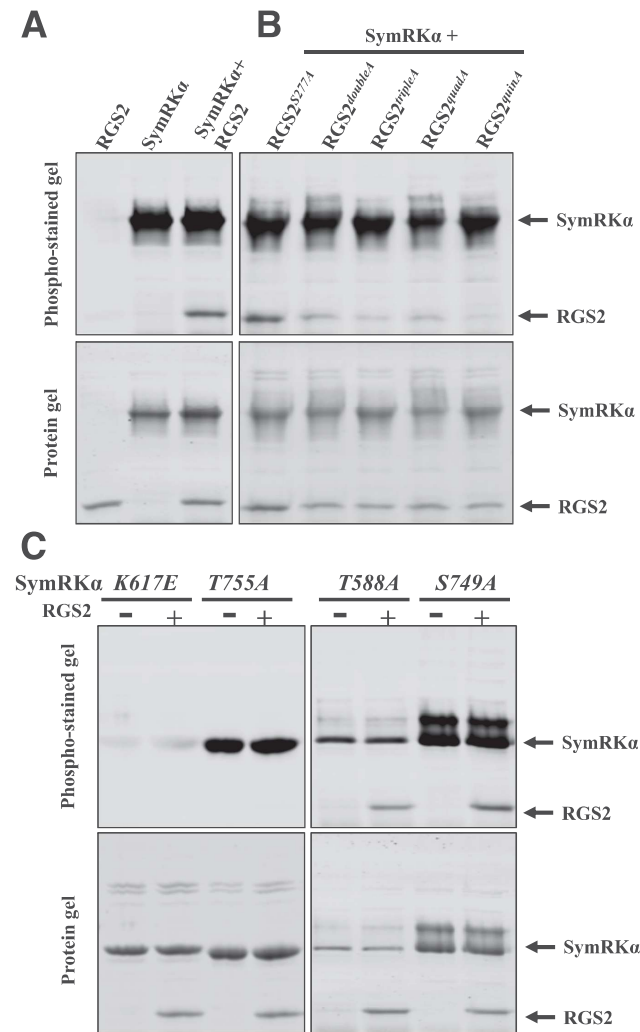 A
B
SymRKα +
RGS2
SymRKα
SymRKα+
RGS2
RGS2S277A
RGS2doubleA
RGS2tripleA
RGS2quadA
RGS2quinA
Phospho-stained gel
SymRKα
RGS2
Protein gel
SymRKα
RGS2
C
SymRKα K617E T755A T588A S749A
RGS2 - + - + - + - +
Phospho-stained gel
SymRKα
RGS2
Protein gel
SymRKα
RGS2